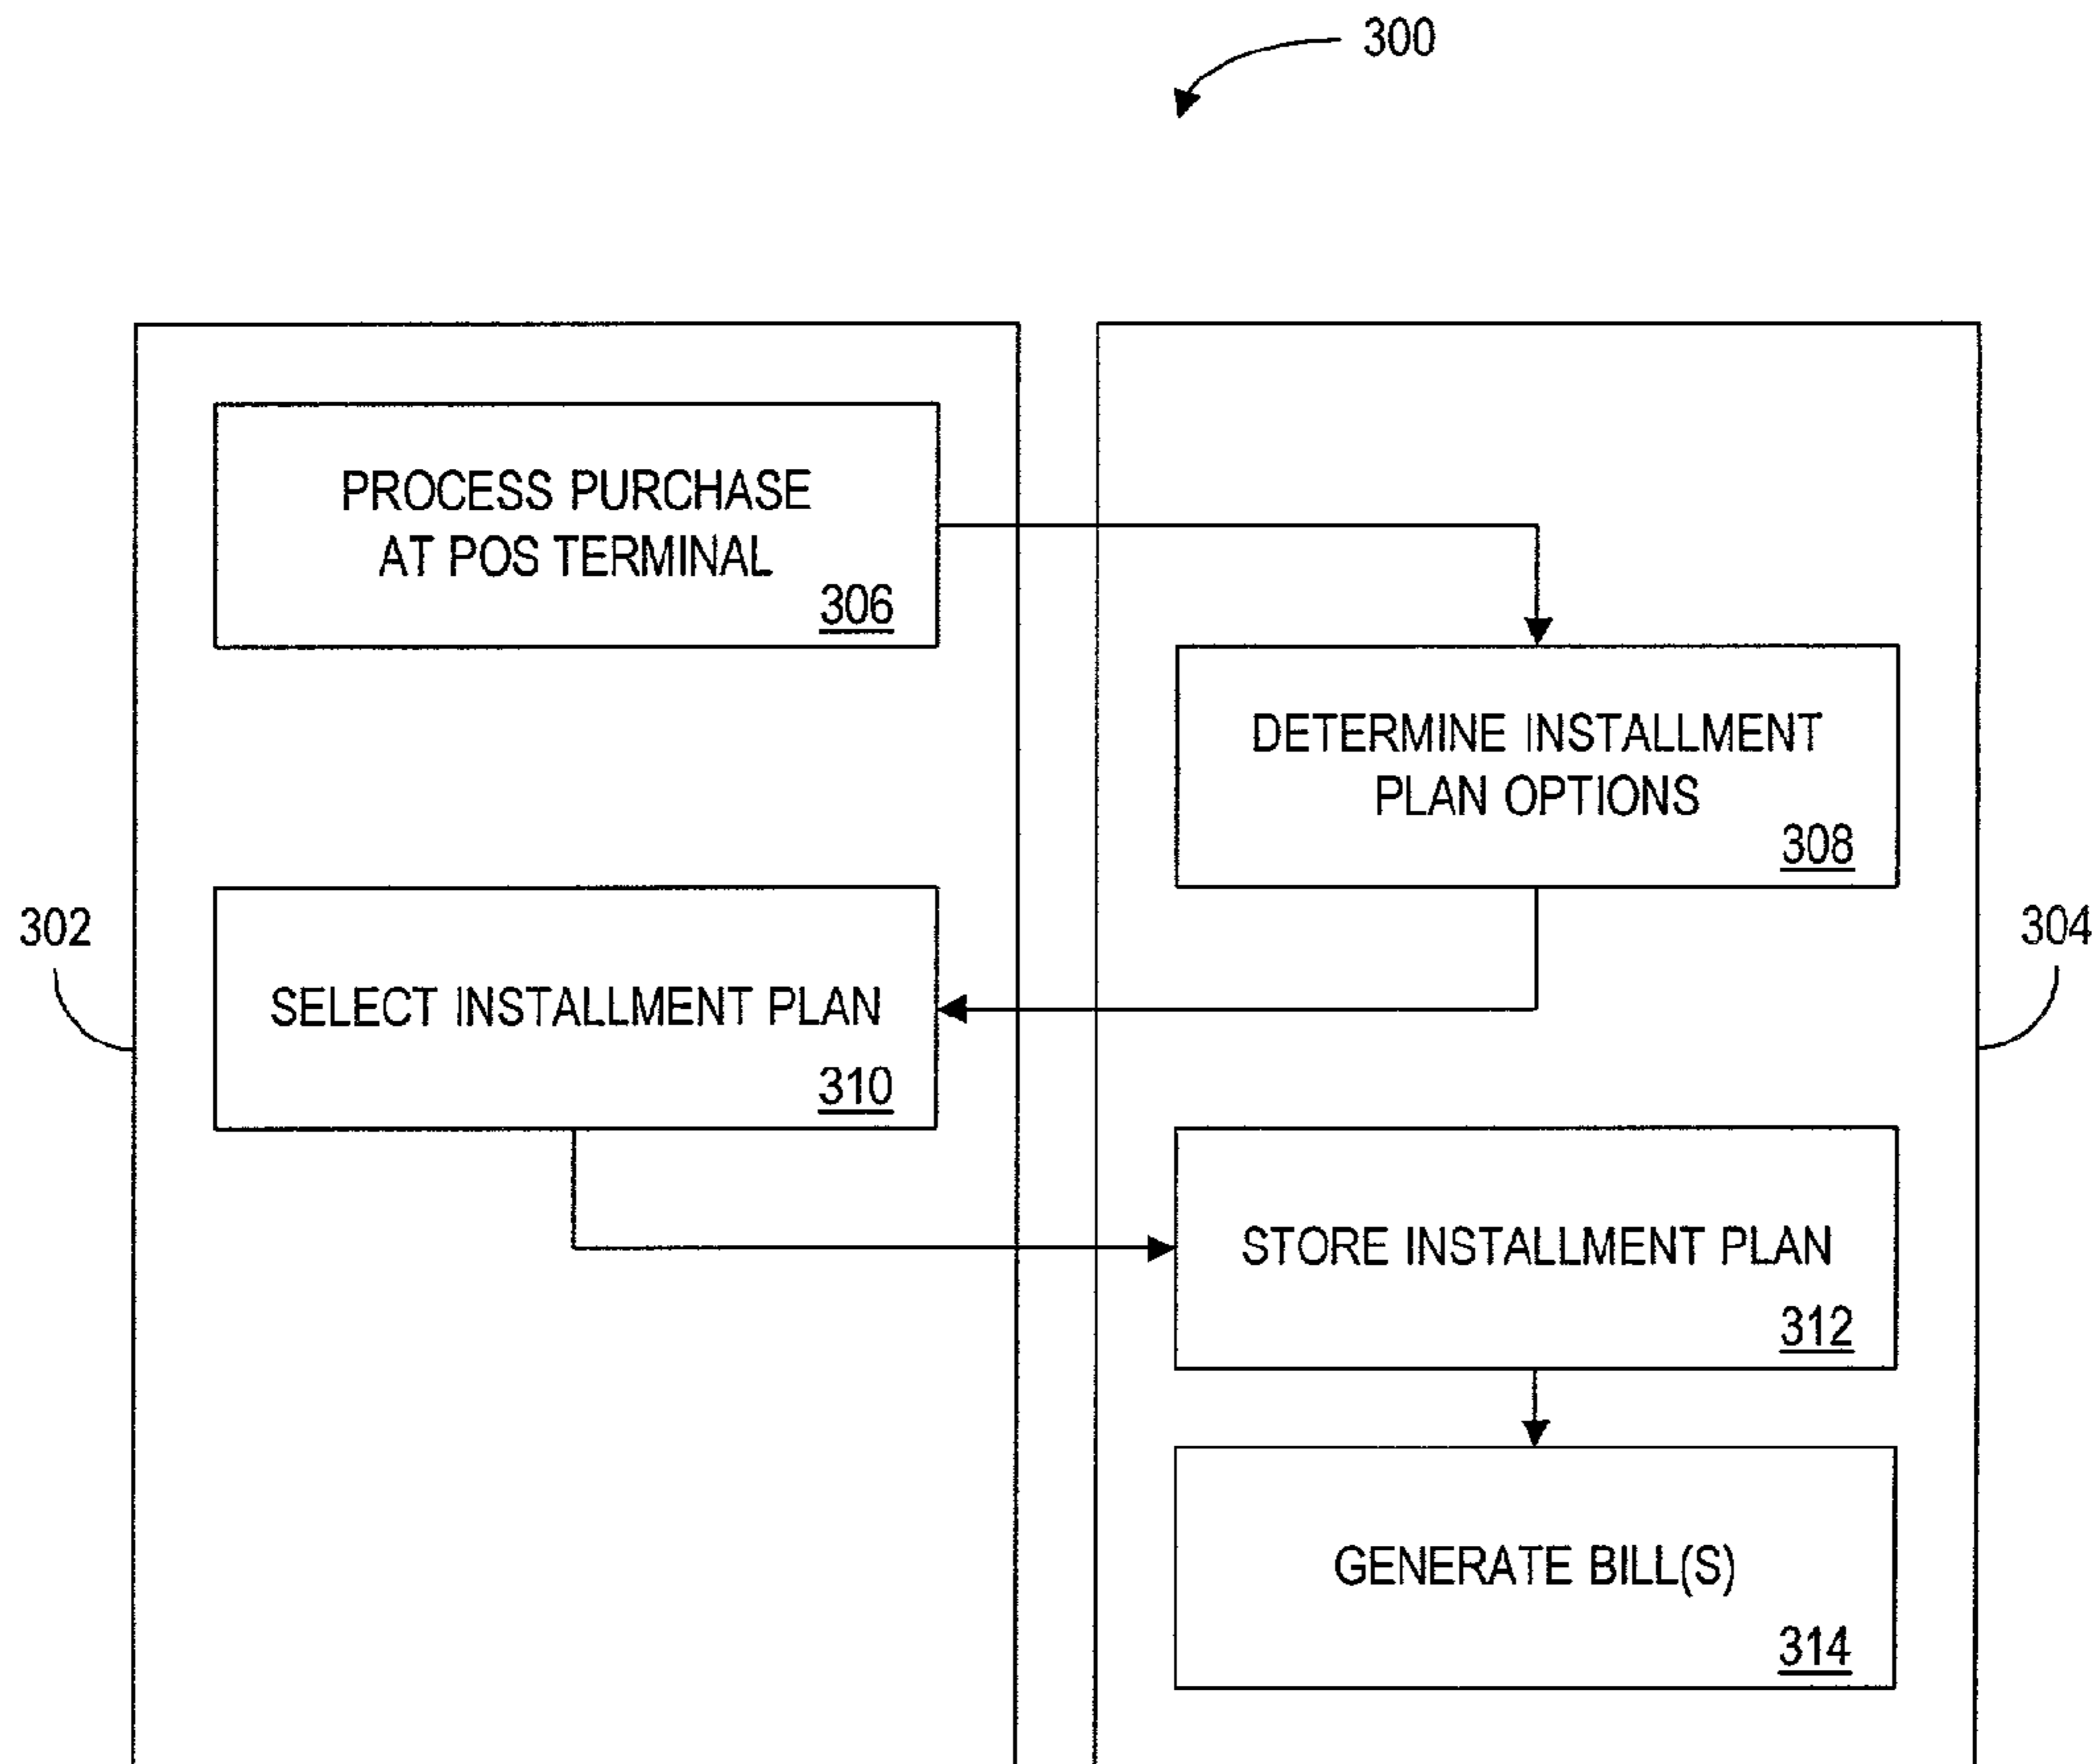 300
PROCESS PURCHASE
AT POS TERMINAL
306
DETERMINE INSTALLMENT
PLAN OPTIONS
308
302
304
SELECT INSTALLMENT PLAN
310
STORE INSTALLMENT PLAN
312
GENERATE BILL(S)
314